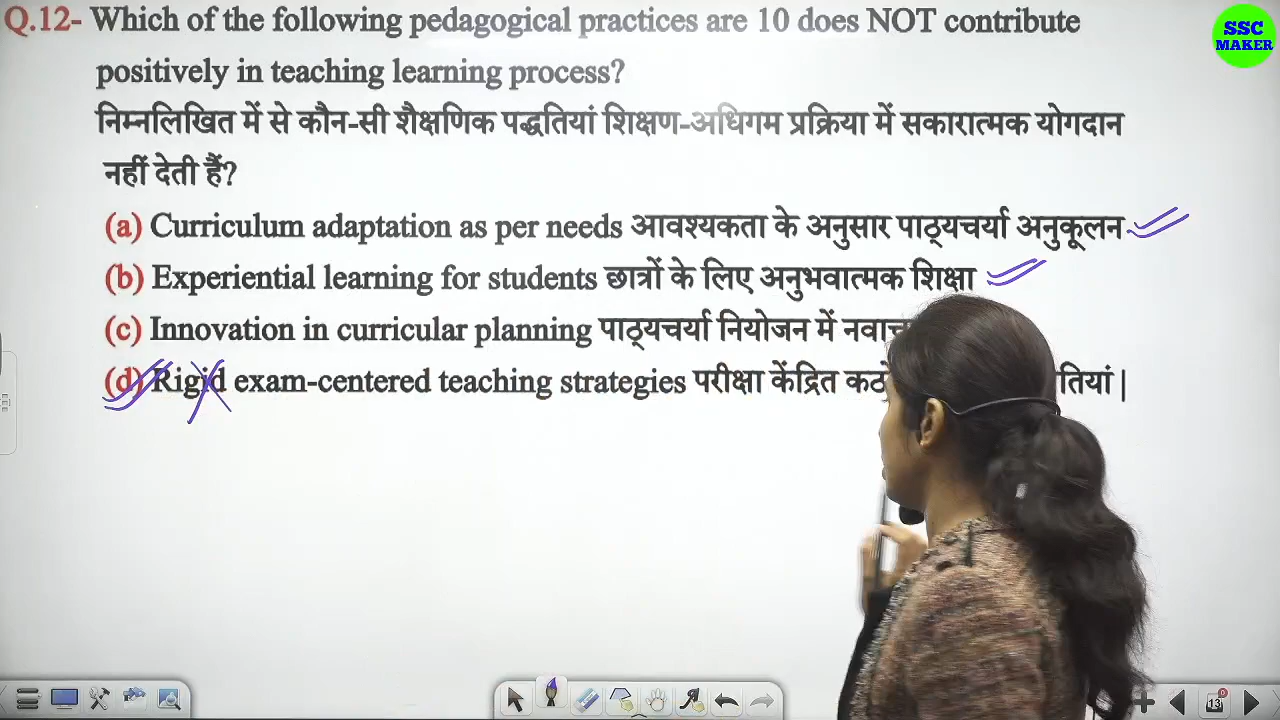 SSC
MAKER
Q.12- Which of the following pedagogical practices are 10 does NOT contribute
positively in teaching learning process?
निम्नलिखित में से कौन-सी शैक्षणिक पद्धतियां शिक्षण-अधिगम प्रक्रिया में सकारात्मक योगदान
नहीं देती हैं?
(a) Curriculum adaptation as per needs आवश्यकता के अनुसार पाठ्यचर्या अनुकूलन
(b) Experiential learning for students छात्रों के लिए अनुभवात्मक शिक्षा
(c) Innovation in curricular planning पाठ्यचर्या नियोजन में
(d) Rigid exam-centered teaching strategies परीक्षा केंद्रित
13